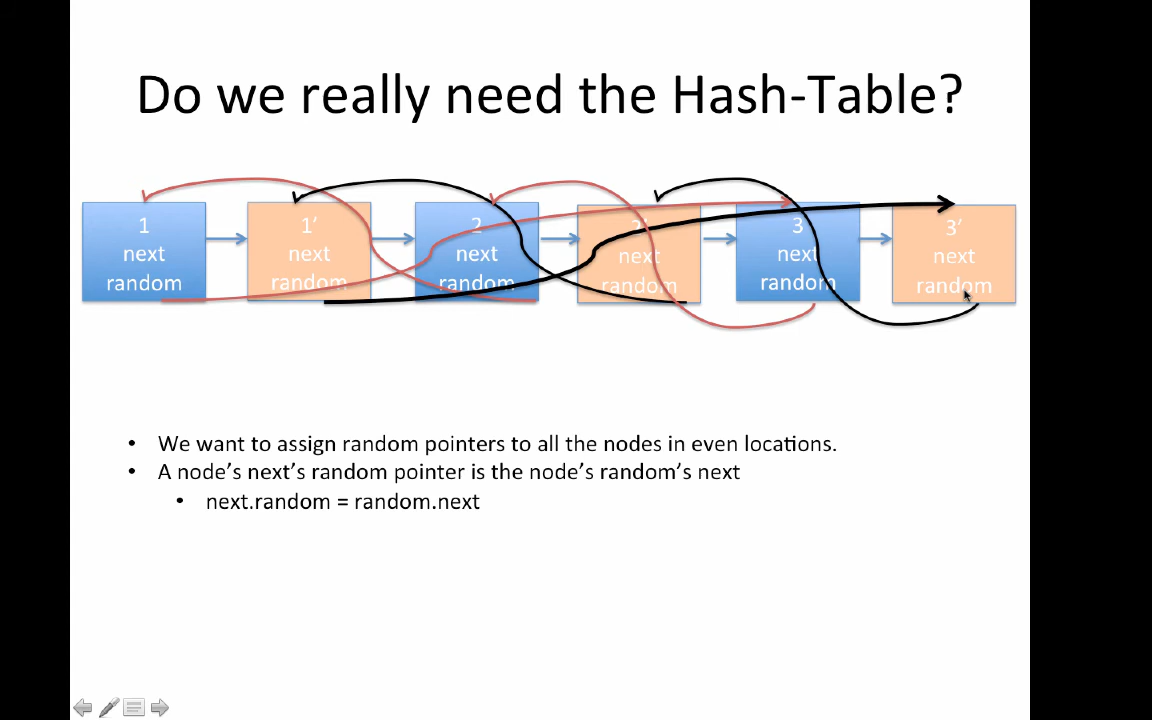 Do we really need the Hash-Table?
1 1′ 2 2′ 3 3′
next next next next next next
random random random random random random
• We want to assign random pointers to all the nodes in even locations.
• A node’s next’s random pointer is the node’s random’s next
• next.random = random.next